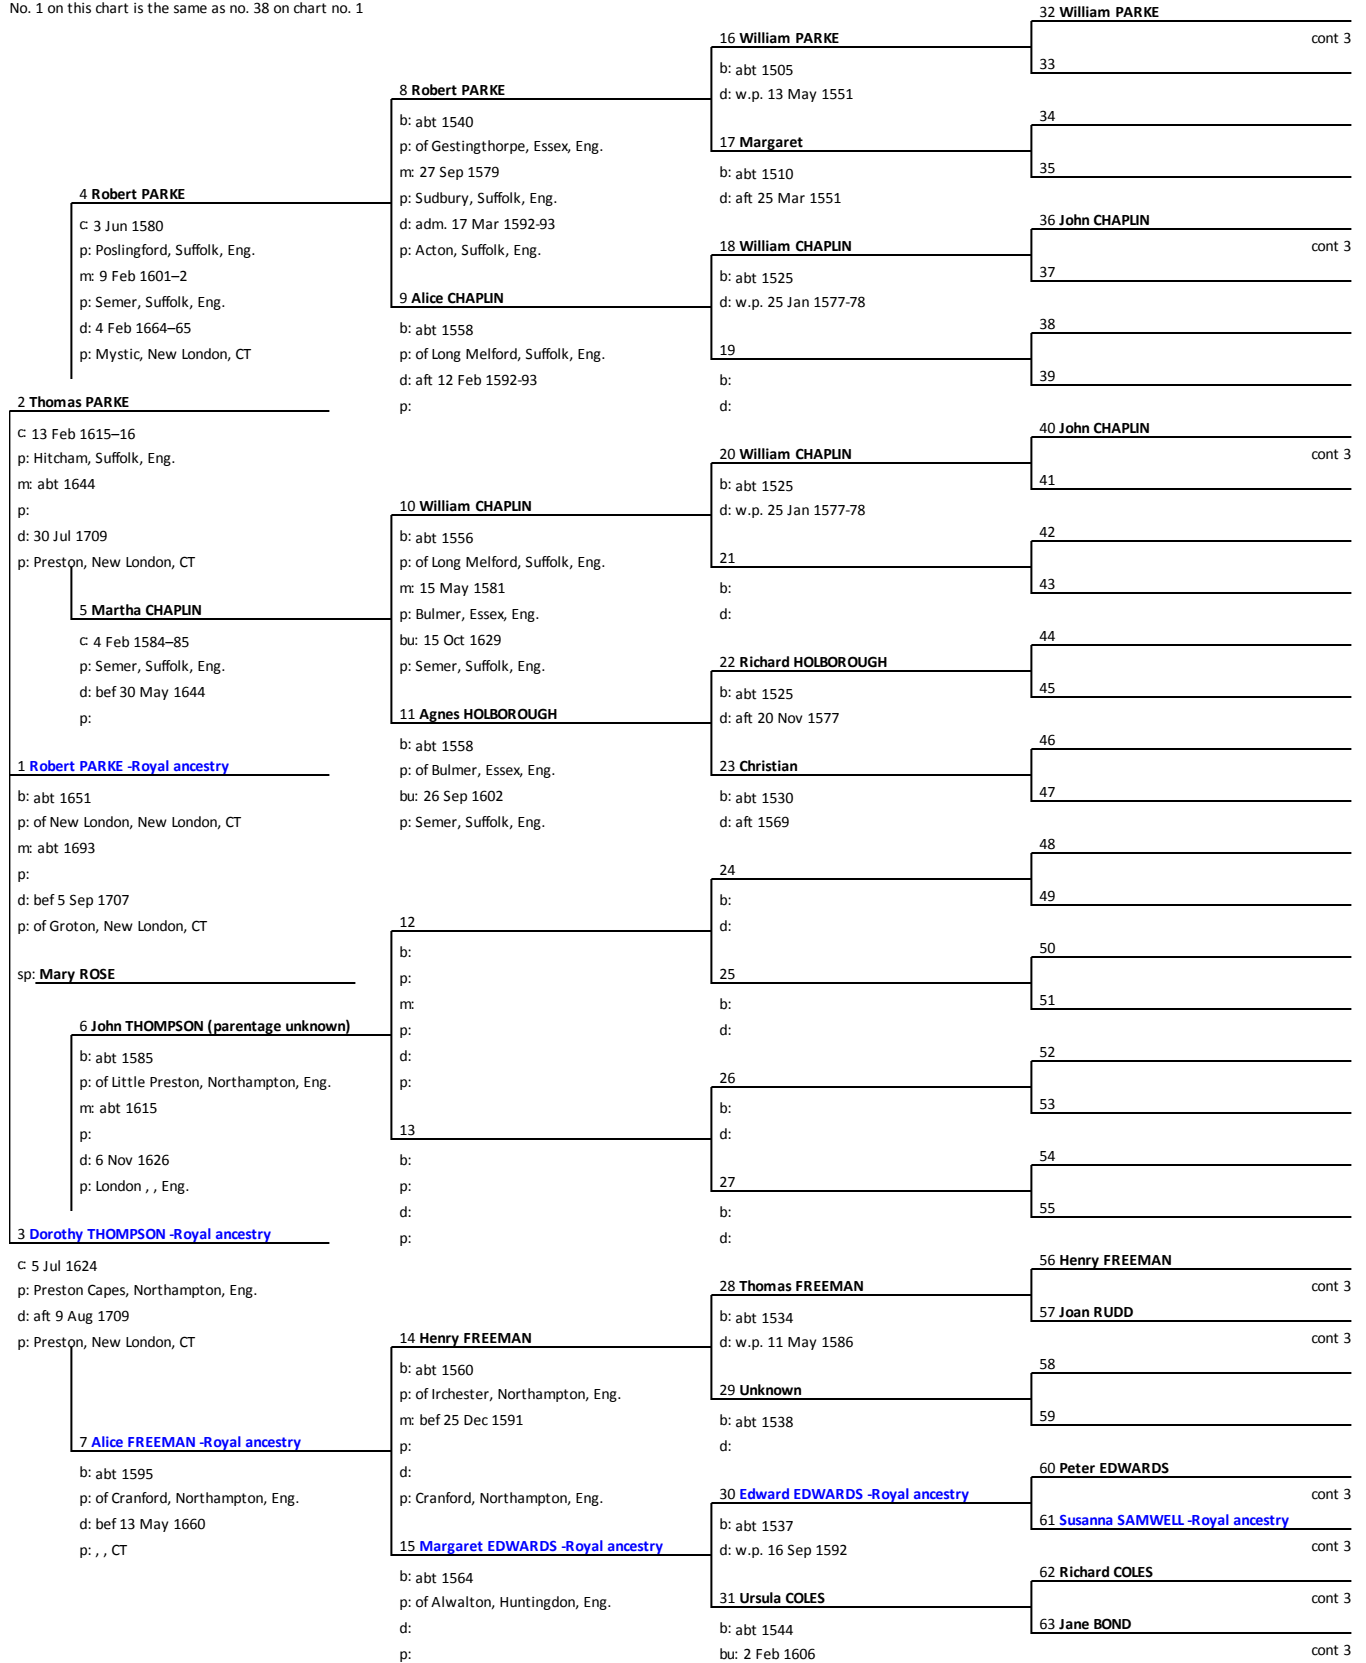 No. 1 on this chart is the same as no. 38 on chart no. 1
2 Thomas PARKE
c: 13 Feb 1615–16
p: Hitcham, Suffolk, Eng.
m: abt 1644
p:
d: 30 Jul 1709
p: Preston, New London, CT
1 Robert PARKE -Royal ancestry
b: abt 1651
p: of New London, New London, CT
m: abt 1693
p:
d: bef 5 Sep 1707
p: of Groton, New London, CT
sp: Mary ROSE
3 Dorothy THOMPSON -Royal ancestry
c: 5 Jul 1624
p: Preston Capes, Northampton, Eng.
d: aft 9 Aug 1709
p: Preston, New London, CT
4 Robert PARKE
c: 3 Jun 1580
p: Poslingford, Suffolk, Eng.
m: 9 Feb 1601–2
p: Semer, Suffolk, Eng.
d: 4 Feb 1664–65
p: Mystic, New London, CT
5 Martha CHAPLIN
c: 4 Feb 1584–85
p: Semer, Suffolk, Eng.
d: bef 30 May 1644
p:
6 John THOMPSON (parentage unknown)
b: abt 1585
p: of Little Preston, Northampton, Eng.
m: abt 1615
p:
d: 6 Nov 1626
p: London , , Eng.
7 Alice FREEMAN -Royal ancestry
b: abt 1595
p: of Cranford, Northampton, Eng.
d: bef 13 May 1660
p: , , CT
8 Robert PARKE
b: abt 1540
p: of Gestingthorpe, Essex, Eng.
m: 27 Sep 1579
p: Sudbury, Suffolk, Eng.
d: adm. 17 Mar 1592-93
p: Acton, Suffolk, Eng.
9 Alice CHAPLIN
b: abt 1558
p: of Long Melford, Suffolk, Eng.
d: aft 12 Feb 1592-93
p:
10 William CHAPLIN
b: abt 1556
p: of Long Melford, Suffolk, Eng.
m: 15 May 1581
p: Bulmer, Essex, Eng.
bu: 15 Oct 1629
p: Semer, Suffolk, Eng.
11 Agnes HOLBOROUGH
b: abt 1558
p: of Bulmer, Essex, Eng.
bu: 26 Sep 1602
p: Semer, Suffolk, Eng.
12
b:
p:
m:
p:
d:
p:
13
b:
p:
d:
p:
14 Henry FREEMAN
b: abt 1560
p: of Irchester, Northampton, Eng.
m: bef 25 Dec 1591
p:
d:
p: Cranford, Northampton, Eng.
15 Margaret EDWARDS -Royal ancestry
b: abt 1564
p: of Alwalton, Huntingdon, Eng.
d:
p:
16 William PARKE
b: abt 1505
d: w.p. 13 May 1551
17 Margaret
b: abt 1510
d: aft 25 Mar 1551
18 William CHAPLIN
b: abt 1525
d: w.p. 25 Jan 1577-78
19
b:
d:
20 William CHAPLIN
b: abt 1525
d: w.p. 25 Jan 1577-78
21
b:
d:
22 Richard HOLBOROUGH
b: abt 1525
d: aft 20 Nov 1577
23 Christian
b: abt 1530
d: aft 1569
24
b:
d:
25
b:
d:
26
b:
d:
27
b:
d:
28 Thomas FREEMAN
b: abt 1534
d: w.p. 11 May 1586
29 Unknown
b: abt 1538
d:
30 Edward EDWARDS -Royal ancestry
b: abt 1537
d: w.p. 16 Sep 1592
31 Ursula COLES
b: abt 1544
bu: 2 Feb 1606
32 William PARKE
cont 3
33
34
35
36 John CHAPLIN
cont 3
37
38
39
40 John CHAPLIN
cont 3
41
42
43
44
45
46
47
48
49
50
51
52
53
54
55
56 Henry FREEMAN
cont 3
57 Joan RUDD
cont 3
58
59
60 Peter EDWARDS
cont 3
61 Susanna SAMWELL -Royal ancestry
cont 3
62 Richard COLES
cont 3
63 Jane BOND
cont 3